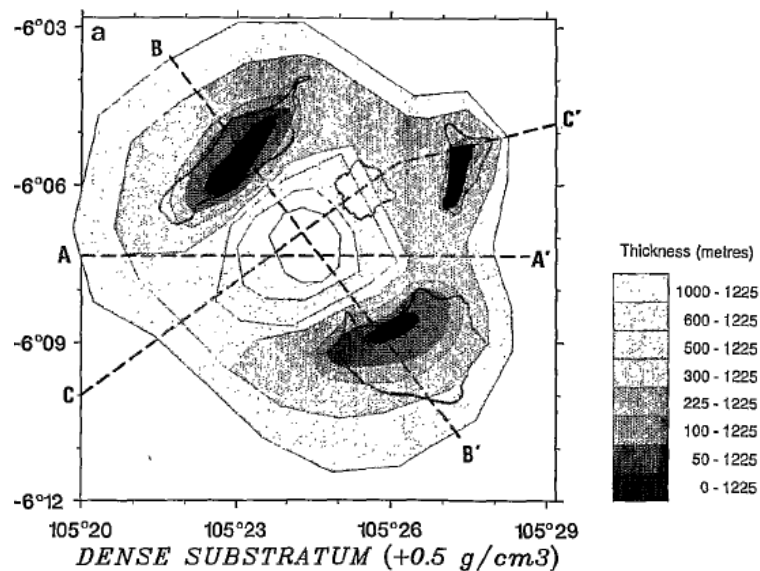 a
-6°03
B
C'
-6°06
A
A'
Thickness (metres)
1000 - 1225
600 - 1225
500 - 1225
300 - 1225
225 - 1225
100 - 1225
50 - 1225
0 - 1225
-6°09
C
B'
-6°12
105°20
105°23
105°26
105°29
DENSE SUBSTRATUM (+0.5 g/cm3)